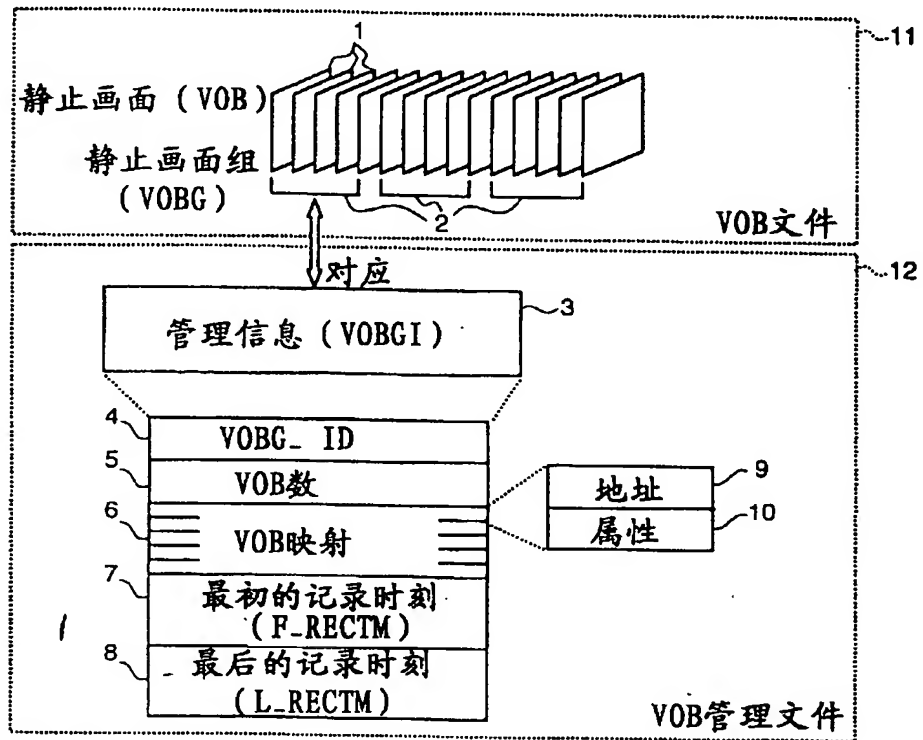 1
11
静止画面(VOB)
静止画面组
(VOBG)
2
VOB文件
对应
12
3
管理信息(VOBGI)
4
VOBG_ ID
5
VOB数
6
VOB映射
9
地址
10
属性
7
最初的记录时刻
(F_RECTM)
8
最后的记录时刻
(L_RECTM)
VOB管理文件